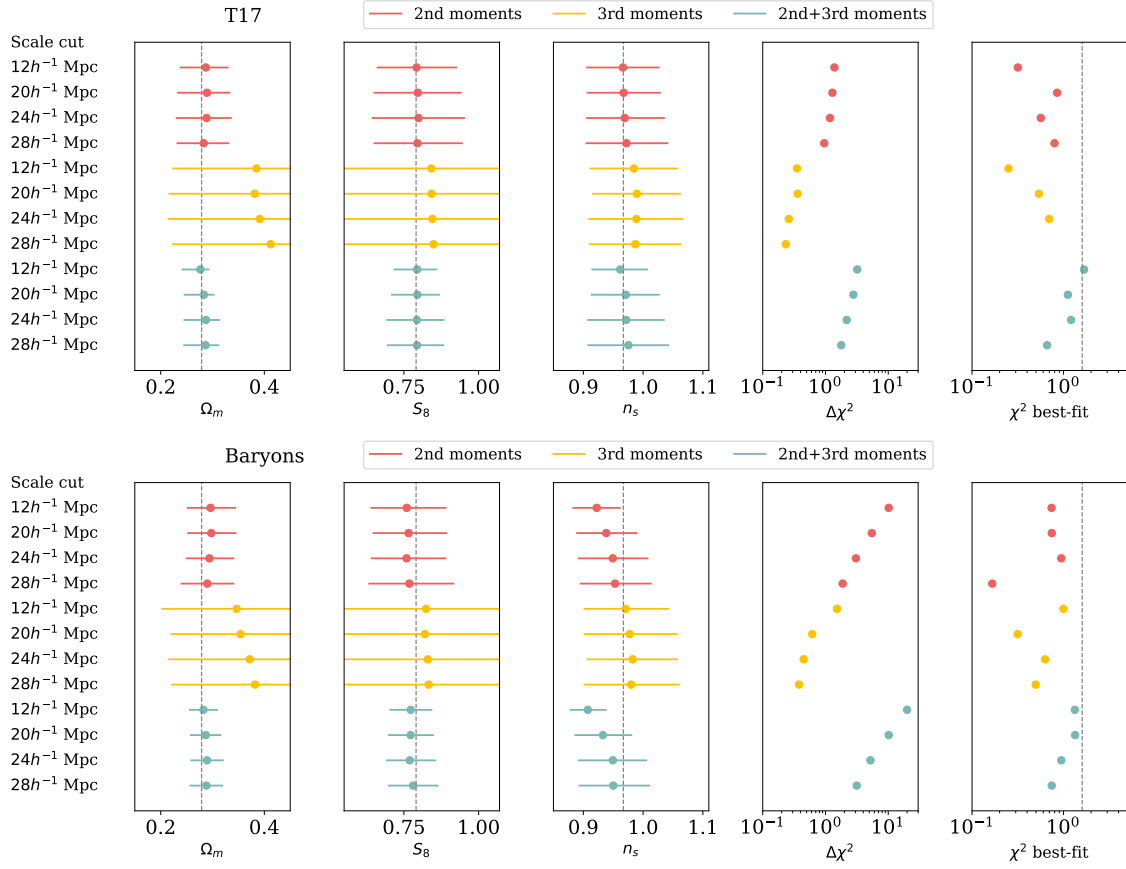 T17
2nd moments 3rd moments 2nd+3rd moments
Scale cut
12h⁻¹ Mpc
20h⁻¹ Mpc
24h⁻¹ Mpc
28h⁻¹ Mpc
12h⁻¹ Mpc
20h⁻¹ Mpc
24h⁻¹ Mpc
28h⁻¹ Mpc
12h⁻¹ Mpc
20h⁻¹ Mpc
24h⁻¹ Mpc
28h⁻¹ Mpc
0.2 0.4 0.75 1.00 0.9 1.0 1.1 10⁻¹ 10⁰ 10¹ 10⁻¹ 10⁰
Ωₘ S₈ nₛ Δχ² χ² best-fit
Baryons
2nd moments 3rd moments 2nd+3rd moments
Scale cut
12h⁻¹ Mpc
20h⁻¹ Mpc
24h⁻¹ Mpc
28h⁻¹ Mpc
12h⁻¹ Mpc
20h⁻¹ Mpc
24h⁻¹ Mpc
28h⁻¹ Mpc
12h⁻¹ Mpc
20h⁻¹ Mpc
24h⁻¹ Mpc
28h⁻¹ Mpc
0.2 0.4 0.75 1.00 0.9 1.0 1.1 10⁻¹ 10⁰ 10¹ 10⁻¹ 10⁰
Ωₘ S₈ nₛ Δχ² χ² best-fit